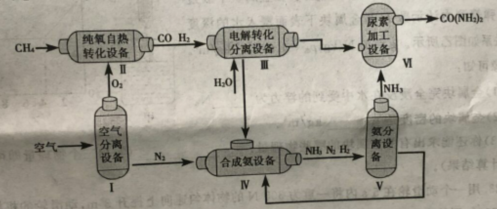 CH₄
纯氧自热
转化设备
Ⅱ
CO H₂
电解转化
分离设备
Ⅲ
尿素
加工
设备
Ⅵ
CO(NH₂)₂
O₂
H₂O
NH₃
空气
空气
分离
设备
Ⅰ
N₂
合成氨设备
Ⅳ
NH₃ N₂ H₂
氨分
离设
备
Ⅴ